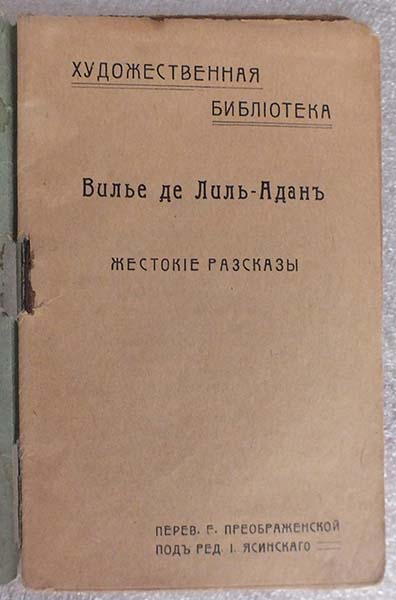 ХУДОЖЕСТВЕННАЯ
БИБЛІОТЕКА
Вилье де Лиль-Аданъ
ЖЕСТОКІЕ РАЗСКАЗЫ
ПЕРЕВ. Е. ПРЕОБРАЖЕНСКОЙ
ПОДЪ РЕД. І. ЯСИНСКАГО